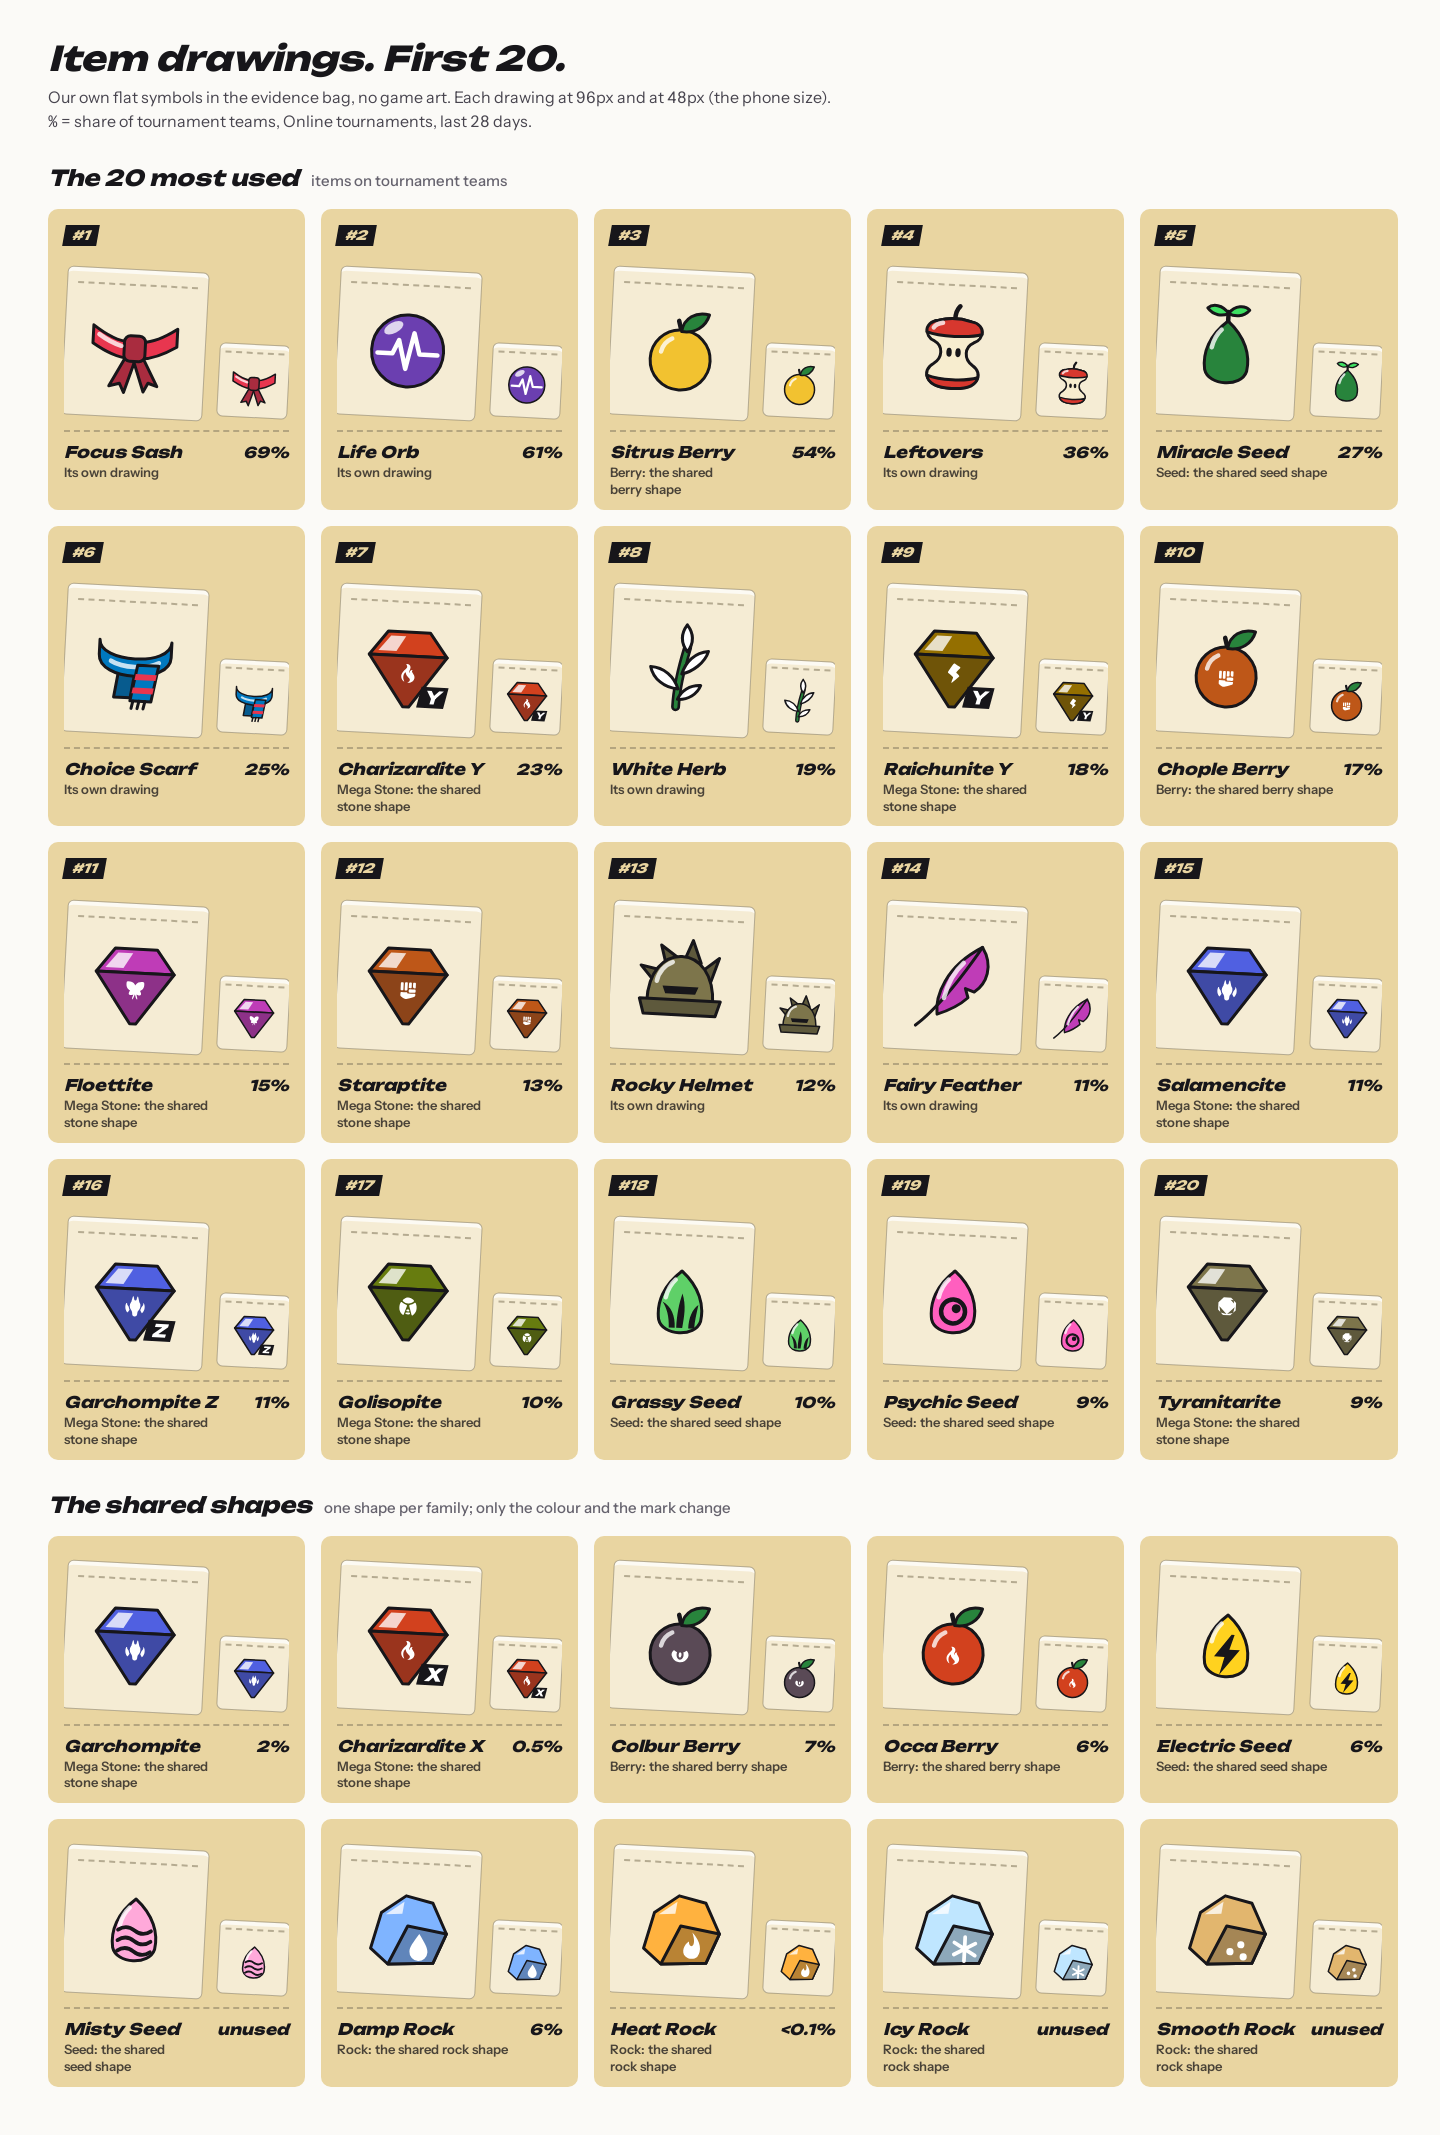 Item drawings. First 20.
Our own flat symbols in the evidence bag, no game art. Each drawing at 96px and at 48px (the phone size).
% = share of tournament teams, Online tournaments, last 28 days.
The 20 most used items on tournament teams
#1
Focus Sash 69%
Its own drawing
#2
Life Orb 61%
Its own drawing
#3
Sitrus Berry 54%
Berry: the shared
berry shape
#4
Leftovers 36%
Its own drawing
#5
Miracle Seed 27%
Seed: the shared seed shape
#6
Choice Scarf 25%
Its own drawing
#7
Y
Y
Charizardite Y 23%
Mega Stone: the shared
stone shape
#8
White Herb 19%
Its own drawing
#9
Y
Y
Raichunite Y 18%
Mega Stone: the shared
stone shape
#10
Chople Berry 17%
Berry: the shared berry shape
#11
Floettite 15%
Mega Stone: the shared
stone shape
#12
Staraptite 13%
Mega Stone: the shared
stone shape
#13
Rocky Helmet 12%
Its own drawing
#14
Fairy Feather 11%
Its own drawing
#15
Salamencite 11%
Mega Stone: the shared
stone shape
#16
Z
Z
Garchompite Z 11%
Mega Stone: the shared
stone shape
#17
Golisopite 10%
Mega Stone: the shared
stone shape
#18
Grassy Seed 10%
Seed: the shared seed shape
#19
Psychic Seed 9%
Seed: the shared seed shape
#20
Tyranitarite 9%
Mega Stone: the shared
stone shape
The shared shapes one shape per family; only the colour and the mark change
Garchompite 2%
Mega Stone: the shared
stone shape
X
X
Charizardite X 0.5%
Mega Stone: the shared
stone shape
Colbur Berry 7%
Berry: the shared berry shape
Occa Berry 6%
Berry: the shared berry shape
Electric Seed 6%
Seed: the shared seed shape
Misty Seed unused
Seed: the shared
seed shape
Damp Rock 6%
Rock: the shared rock shape
Heat Rock <0.1%
Rock: the shared
rock shape
Icy Rock unused
Rock: the shared
rock shape
Smooth Rock unused
Rock: the shared
rock shape